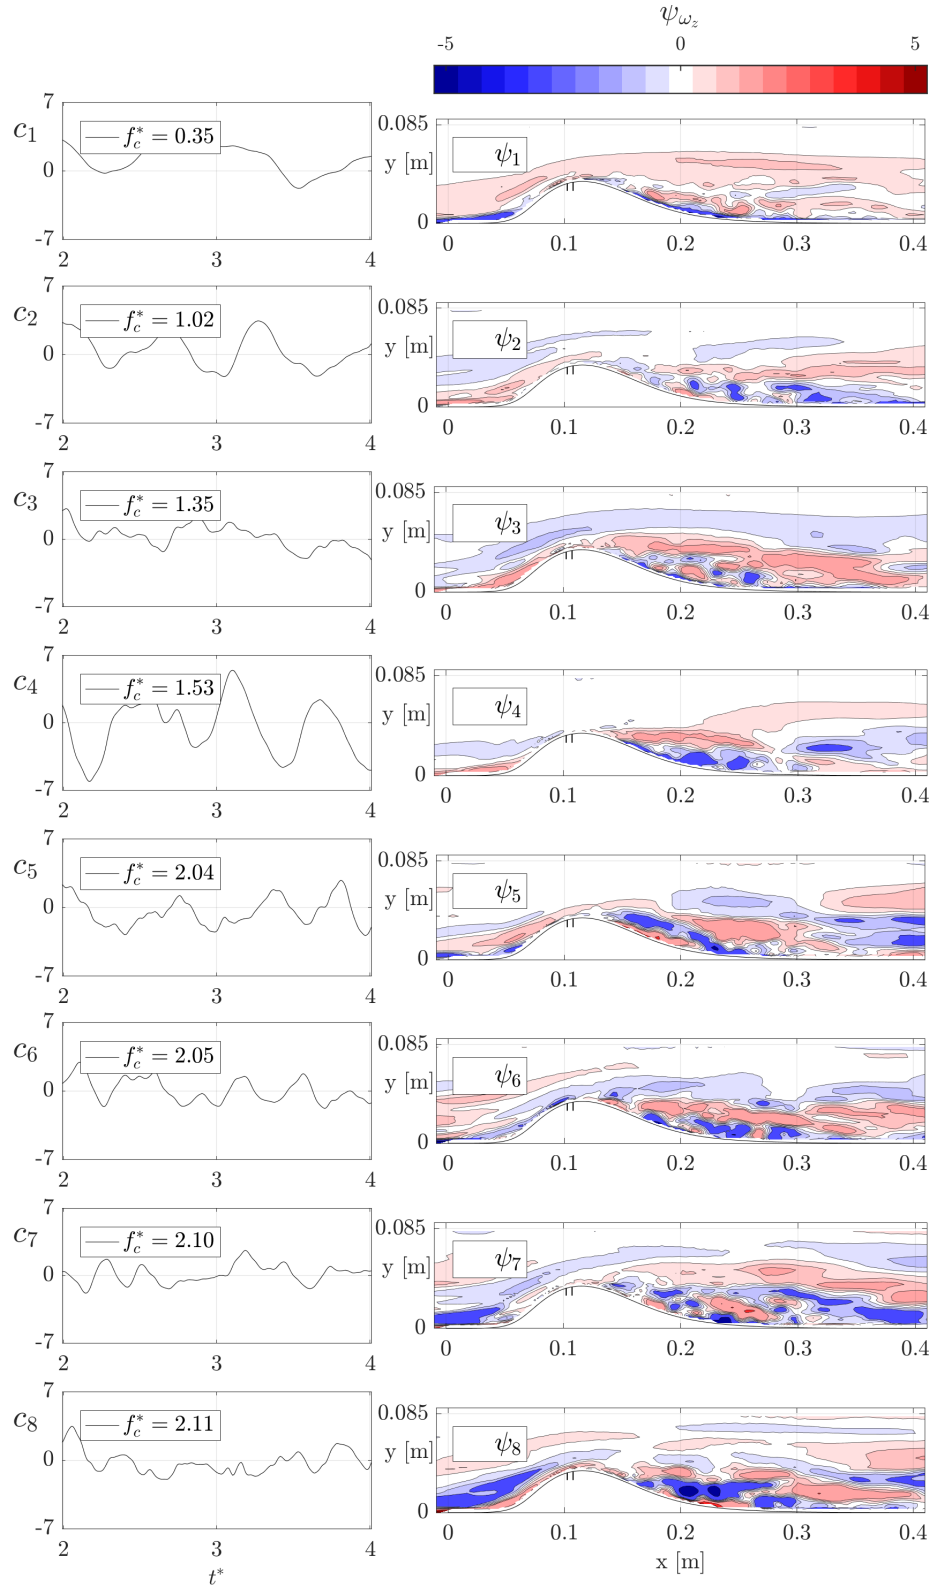 ψ_{ω_z}
-5 0 5
7
c_1
f_c^* = 0.35
0
-7
2 3 4
0.085
y [m]
ψ_1
0
0 0.1 0.2 0.3 0.4
7
c_2
f_c^* = 1.02
0
-7
2 3 4
0.085
y [m]
ψ_2
0
0 0.1 0.2 0.3 0.4
7
c_3
f_c^* = 1.35
0
-7
2 3 4
0.085
y [m]
ψ_3
0
0 0.1 0.2 0.3 0.4
7
c_4
f_c^* = 1.53
0
-7
2 3 4
0.085
y [m]
ψ_4
0
0 0.1 0.2 0.3 0.4
7
c_5
f_c^* = 2.04
0
-7
2 3 4
0.085
y [m]
ψ_5
0
0 0.1 0.2 0.3 0.4
7
c_6
f_c^* = 2.05
0
-7
2 3 4
0.085
y [m]
ψ_6
0
0 0.1 0.2 0.3 0.4
7
c_7
f_c^* = 2.10
0
-7
2 3 4
0.085
y [m]
ψ_7
0
0 0.1 0.2 0.3 0.4
7
c_8
f_c^* = 2.11
0
-7
2 3 4
t^*
0.085
y [m]
ψ_8
0
0 0.1 0.2 0.3 0.4
x [m]